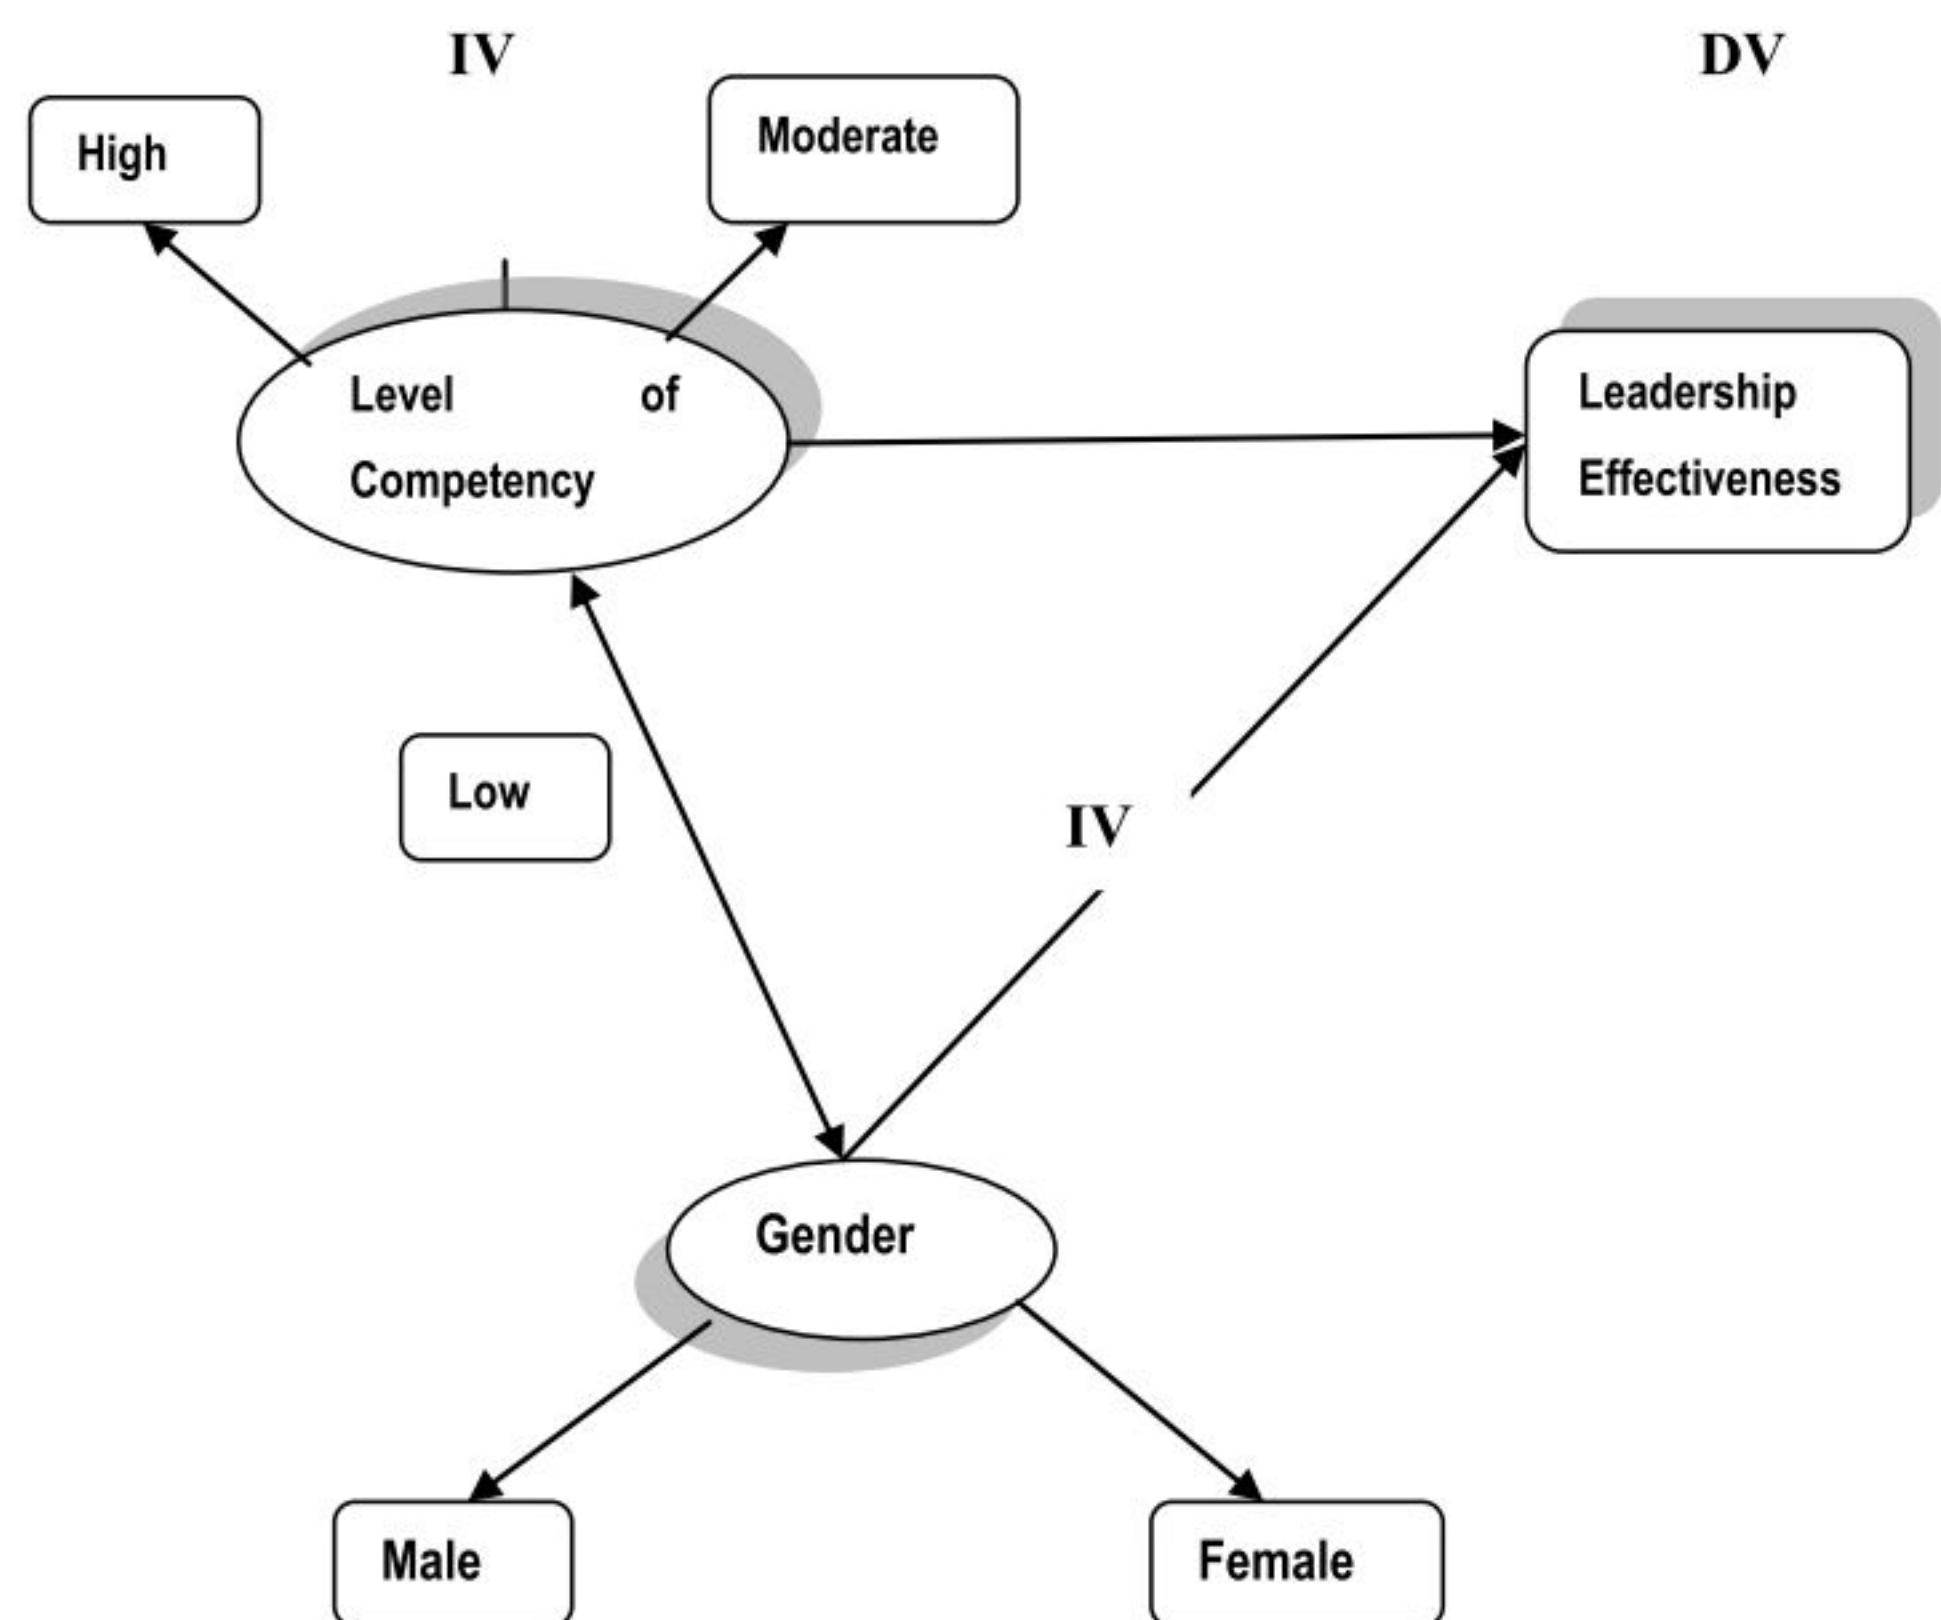 IV
DV
High
Moderate
Level of
Competency
Leadership
Effectiveness
Low
IV
Gender
Male
Female